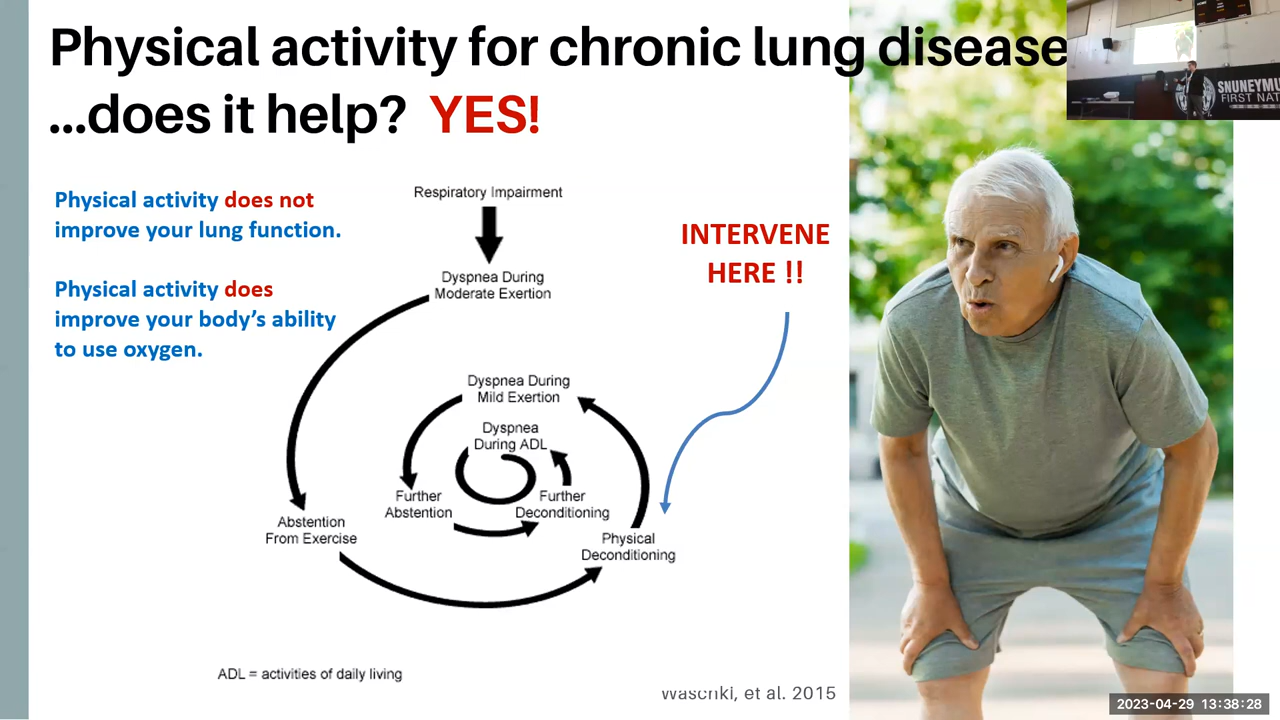 Physical activity for chronic lung disease
...does it help? YES!
Physical activity does not
improve your lung function.
Physical activity does
improve your body's ability
to use oxygen.
Respiratory Impairment
Dyspnea During
Moderate Exertion
INTERVENE
HERE !!
Dyspnea During
Mild Exertion
Dyspnea
During ADL
Further
Abstention
Further
Deconditioning
Abstention
From Exercise
Physical
Deconditioning
ADL = activities of daily living
Waschki, et al. 2015
SNUNEYMU
FIRST NAT
2023-04-29 13:38:28